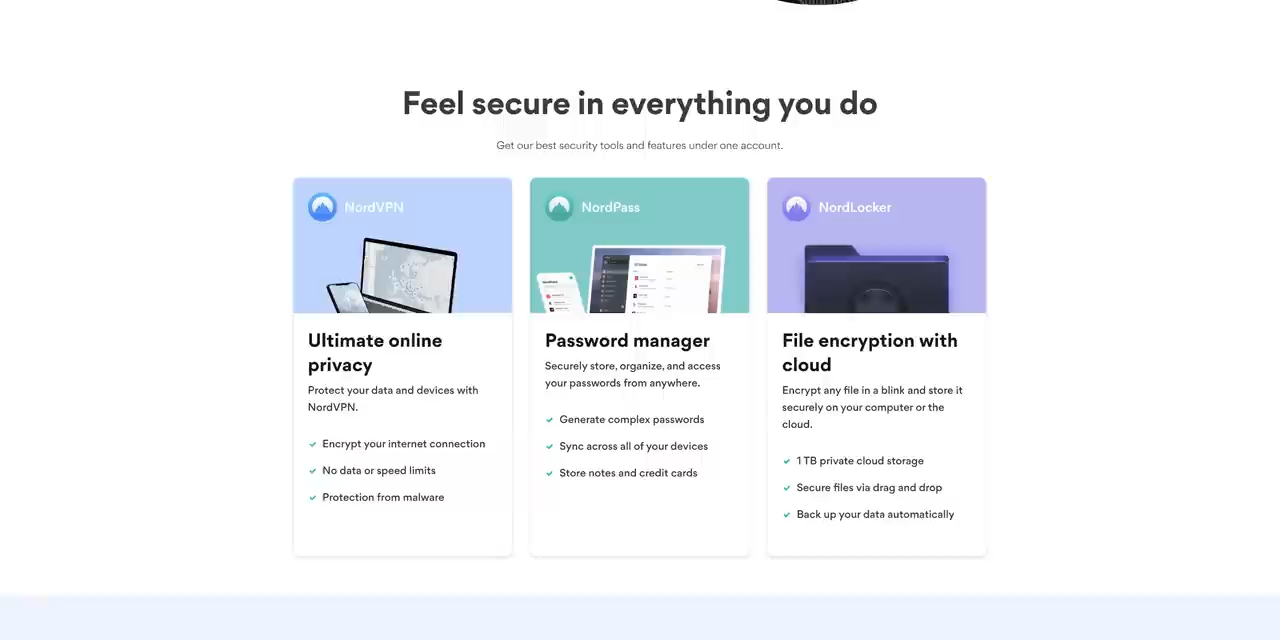 Feel secure in everything you do
Get our best security tools and features under one account.
NordVPN
Ultimate online
privacy
Protect your data and devices with
NordVPN.
Encrypt your internet connection
No data or speed limits
Protection from malware
NordPass
Password manager
Securely store, organize, and access
your passwords from anywhere.
Generate complex passwords
Sync across all of your devices
Store notes and credit cards
NordLocker
File encryption with
cloud
Encrypt any file in a blink and store it
securely on your computer or the
cloud.
1 TB private cloud storage
Secure files via drag and drop
Back up your data automatically